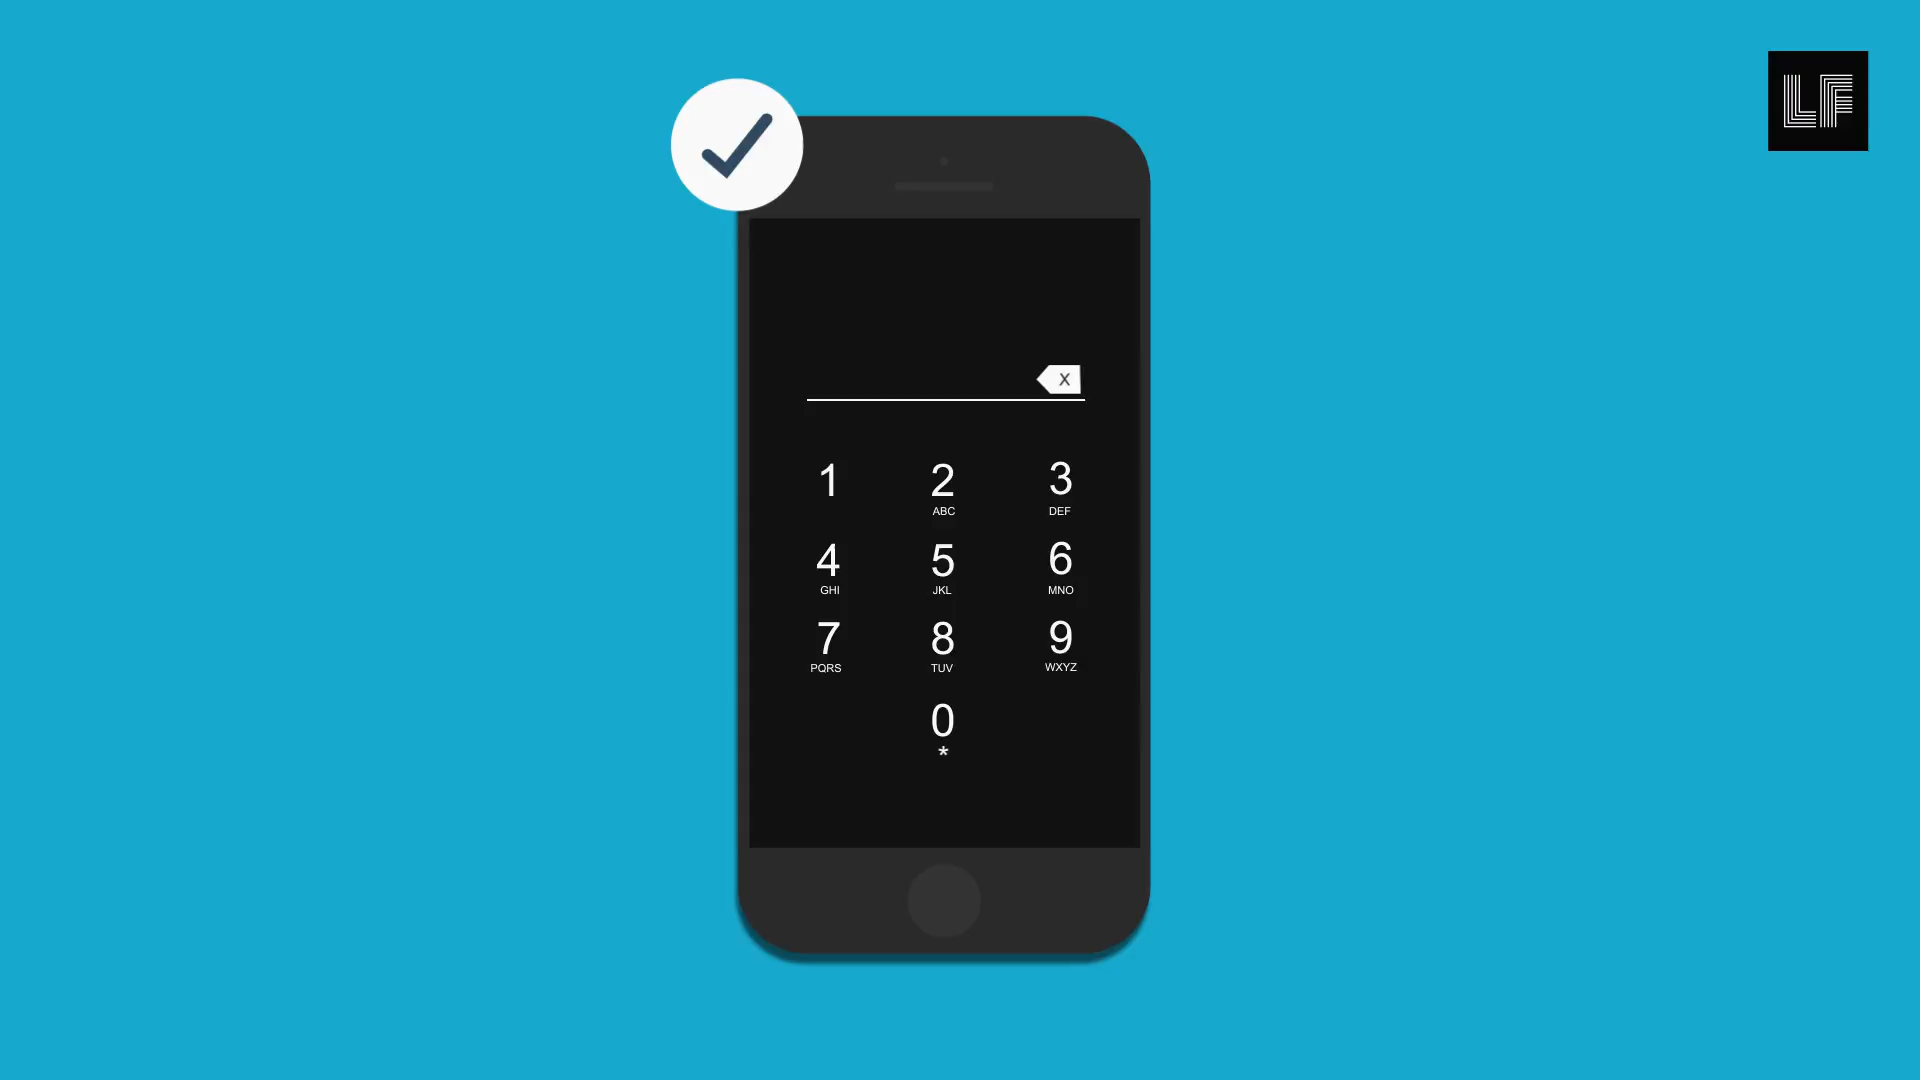 LF
X
1 2 3
ABC DEF
4 5 6
GHI JKL MNO
7 8 9
PQRS TUV WXYZ
0
*